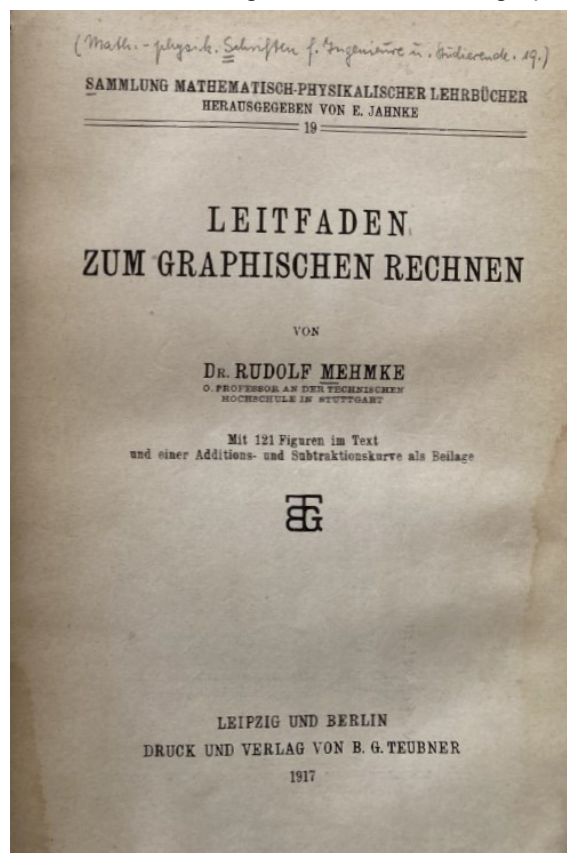 (Math. - physik. Schriften f. Ingenieure u. Studierende. 19.)
SAMMLUNG MATHEMATISCH-PHYSIKALISCHER LEHRBÜCHER
HERAUSGEGEBEN VON E. JAHNKE
19
LEITFADEN
ZUM GRAPHISCHEN RECHNEN
VON
DR. RUDOLF MEHMKE
O. PROFESSOR AN DER TECHNISCHEN
HOCHSCHULE IN STUTTGART
Mit 121 Figuren im Text
und einer Additions- und Subtraktionskurve als Beilage
BTG
LEIPZIG UND BERLIN
DRUCK UND VERLAG VON B. G. TEUBNER
1917